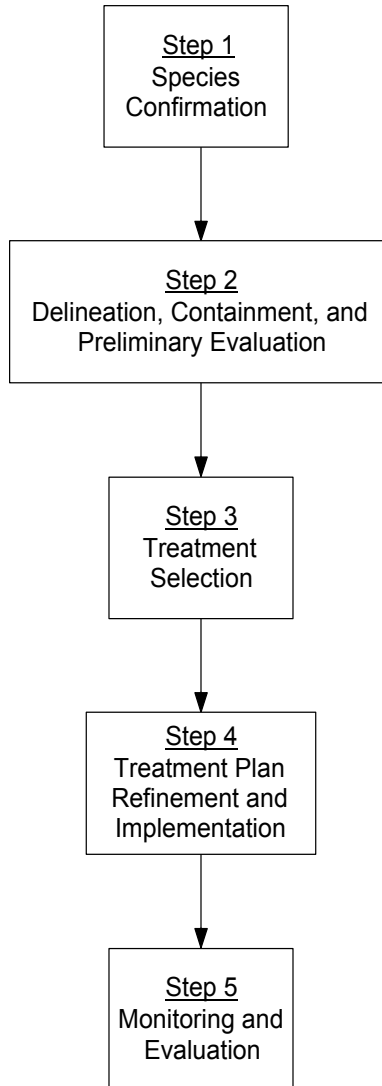 Step 1
Species
Confirmation
Step 2
Delineation, Containment, and
Preliminary Evaluation
Step 3
Treatment
Selection
Step 4
Treatment Plan
Refinement and
Implementation
Step 5
Monitoring and
Evaluation